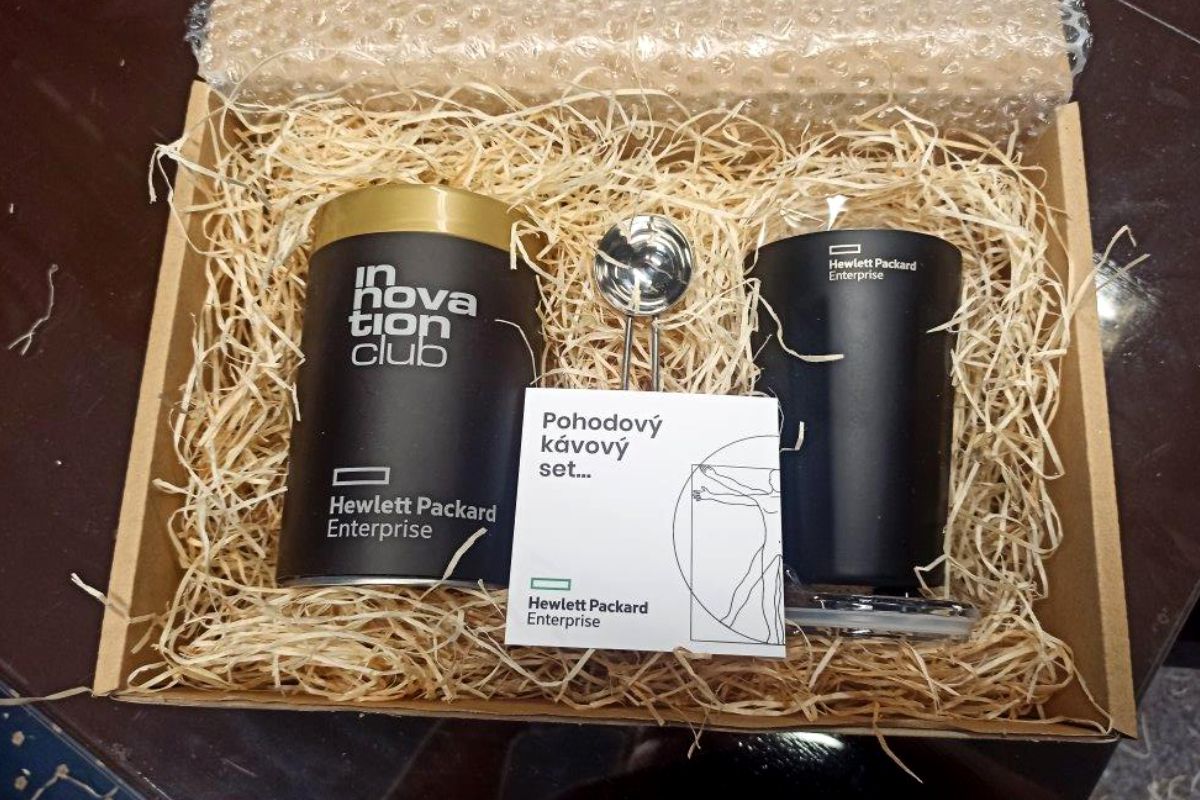 in
nova
tion
club
Hewlett Packard
Enterprise
Pohodový
kávový
set...
Hewlett Packard
Enterprise
Hewlett Packard
Enterprise